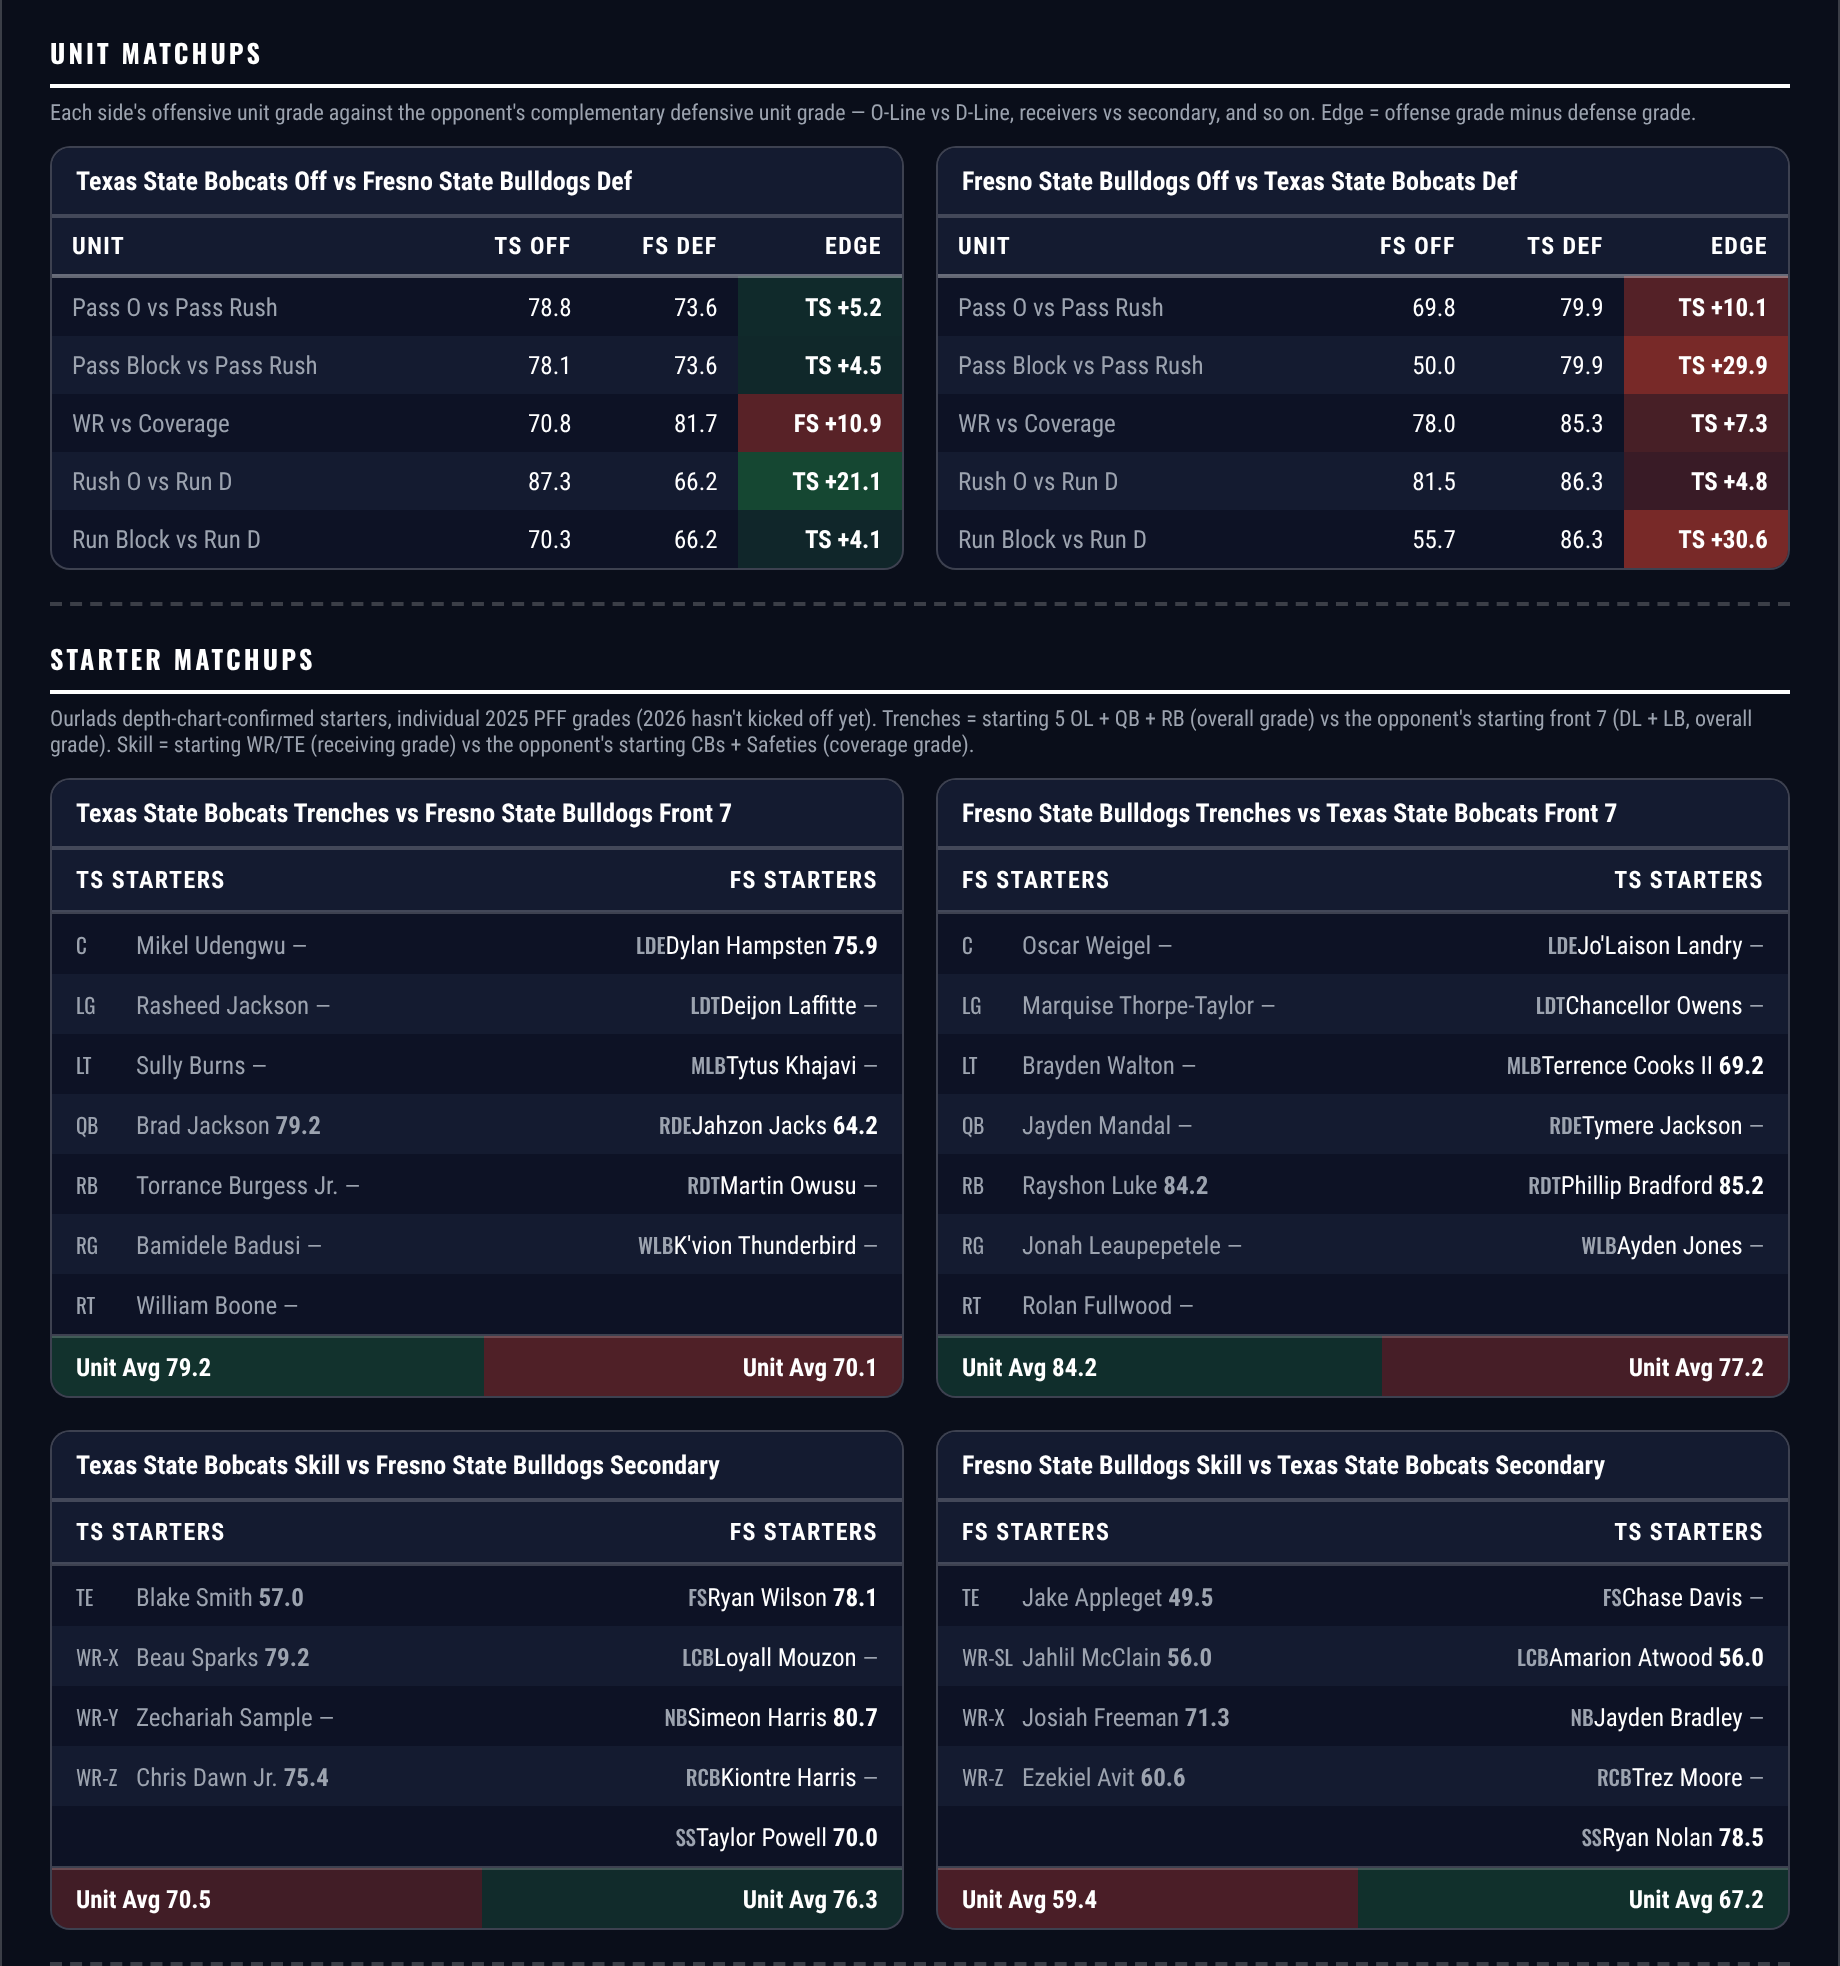 UNIT MATCHUPS
Each side's offensive unit grade against the opponent's complementary defensive unit grade — O-Line vs D-Line, receivers vs secondary, and so on. Edge = offense grade minus defense grade.
Texas State Bobcats Off vs Fresno State Bulldogs Def
UNIT TS OFF FS DEF EDGE
Pass O vs Pass Rush 78.8 73.6 TS +5.2
Pass Block vs Pass Rush 78.1 73.6 TS +4.5
WR vs Coverage 70.8 81.7 FS +10.9
Rush O vs Run D 87.3 66.2 TS +21.1
Run Block vs Run D 70.3 66.2 TS +4.1
Fresno State Bulldogs Off vs Texas State Bobcats Def
UNIT FS OFF TS DEF EDGE
Pass O vs Pass Rush 69.8 79.9 TS +10.1
Pass Block vs Pass Rush 50.0 79.9 TS +29.9
WR vs Coverage 78.0 85.3 TS +7.3
Rush O vs Run D 81.5 86.3 TS +4.8
Run Block vs Run D 55.7 86.3 TS +30.6
STARTER MATCHUPS
Ourlads depth-chart-confirmed starters, individual 2025 PFF grades (2026 hasn't kicked off yet). Trenches = starting 5 OL + QB + RB (overall grade) vs the opponent's starting front 7 (DL + LB, overall
grade). Skill = starting WR/TE (receiving grade) vs the opponent's starting CBs + Safeties (coverage grade).
Texas State Bobcats Trenches vs Fresno State Bulldogs Front 7
TS STARTERS FS STARTERS
C Mikel Udengwu — LDEDylan Hampsten 75.9
LG Rasheed Jackson — LDTDeijon Laffitte —
LT Sully Burns — MLBTytus Khajavi —
QB Brad Jackson 79.2 RDEJahzon Jacks 64.2
RB Torrance Burgess Jr. — RDTMartin Owusu —
RG Bamidele Badusi — WLBK'vion Thunderbird —
RT William Boone —
Unit Avg 79.2 Unit Avg 70.1
Fresno State Bulldogs Trenches vs Texas State Bobcats Front 7
FS STARTERS TS STARTERS
C Oscar Weigel — LDEJo'Laison Landry —
LG Marquise Thorpe-Taylor — LDTChancellor Owens —
LT Brayden Walton — MLBTerrence Cooks II 69.2
QB Jayden Mandal — RDETymere Jackson —
RB Rayshon Luke 84.2 RDTPhillip Bradford 85.2
RG Jonah Leaupepetele — WLBAyden Jones —
RT Rolan Fullwood —
Unit Avg 84.2 Unit Avg 77.2
Texas State Bobcats Skill vs Fresno State Bulldogs Secondary
TS STARTERS FS STARTERS
TE Blake Smith 57.0 FSRyan Wilson 78.1
WR-X Beau Sparks 79.2 LCBLoyall Mouzon —
WR-Y Zechariah Sample — NBSimeon Harris 80.7
WR-Z Chris Dawn Jr. 75.4 RCBKiontre Harris —
SSTaylor Powell 70.0
Unit Avg 70.5 Unit Avg 76.3
Fresno State Bulldogs Skill vs Texas State Bobcats Secondary
FS STARTERS TS STARTERS
TE Jake Appleget 49.5 FSChase Davis —
WR-SL Jahlil McClain 56.0 LCBAmarion Atwood 56.0
WR-X Josiah Freeman 71.3 NBJayden Bradley —
WR-Z Ezekiel Avit 60.6 RCBTrez Moore —
SSRyan Nolan 78.5
Unit Avg 59.4 Unit Avg 67.2